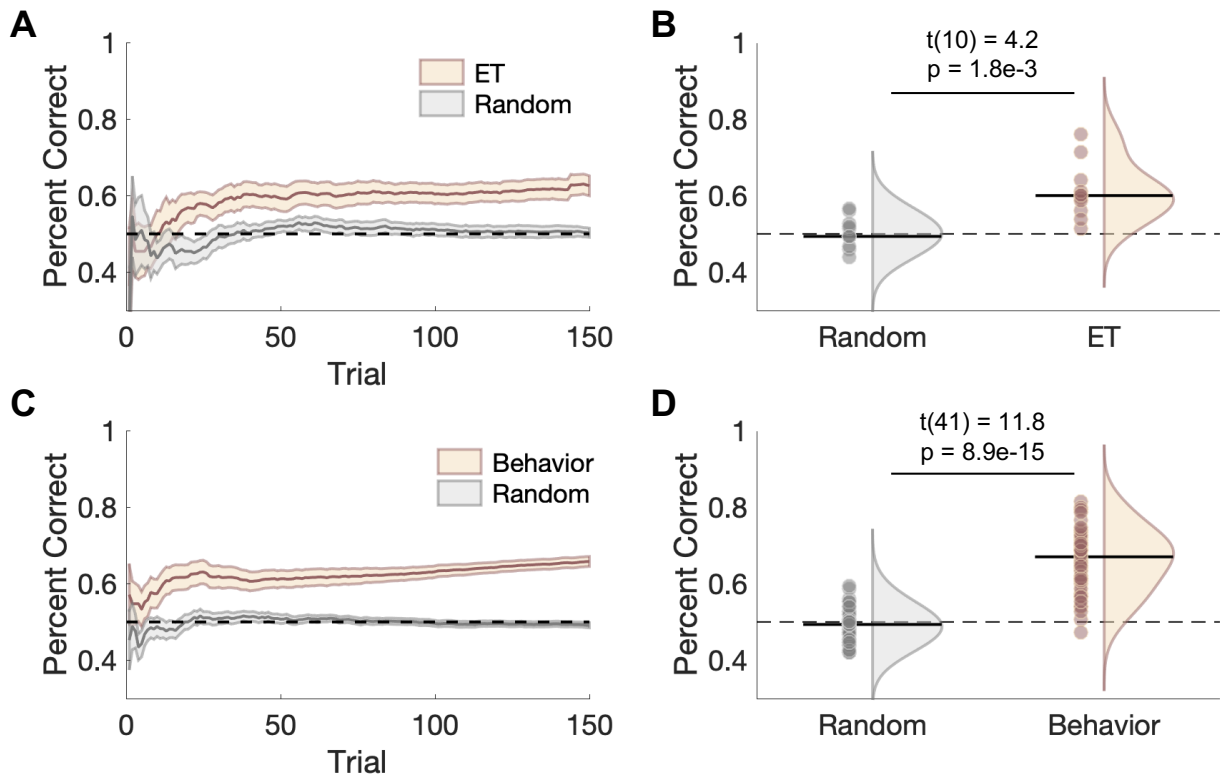 A
Percent Correct
1
0.8
0.6
0.4
ET
Random
0
50
100
150
Trial
B
Percent Correct
1
0.8
0.6
0.4
t(10) = 4.2
p = 1.8e-3
Random
ET
C
Percent Correct
1
0.8
0.6
0.4
Behavior
Random
0
50
100
150
Trial
D
Percent Correct
1
0.8
0.6
0.4
t(41) = 11.8
p = 8.9e-15
Random
Behavior